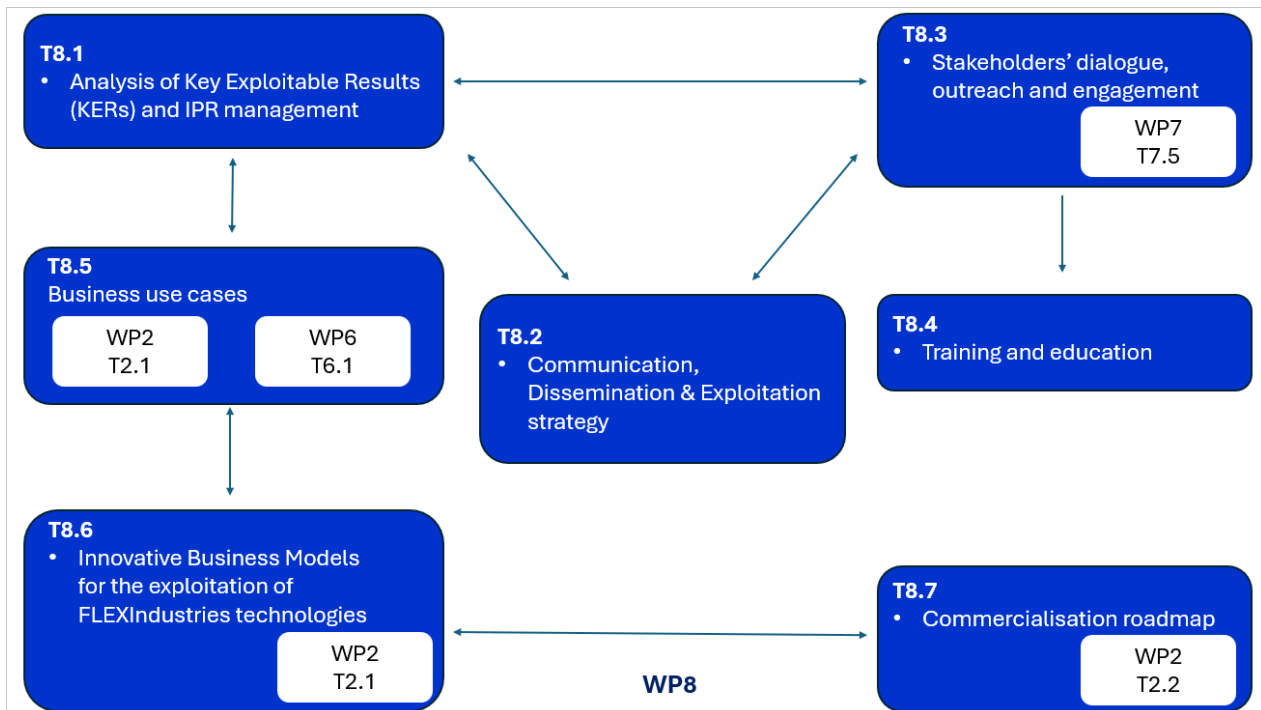 T8.1
• Analysis of Key Exploitable Results
(KERs) and IPR management
T8.3
• Stakeholders’ dialogue,
outreach and engagement
WP7
T7.5
T8.5
Business use cases
WP2
T2.1
WP6
T6.1
T8.2
• Communication,
Dissemination & Exploitation
strategy
T8.4
• Training and education
T8.6
• Innovative Business Models
for the exploitation of
FLEXIndustries technologies
WP2
T2.1
WP8
T8.7
• Commercialisation roadmap
WP2
T2.2